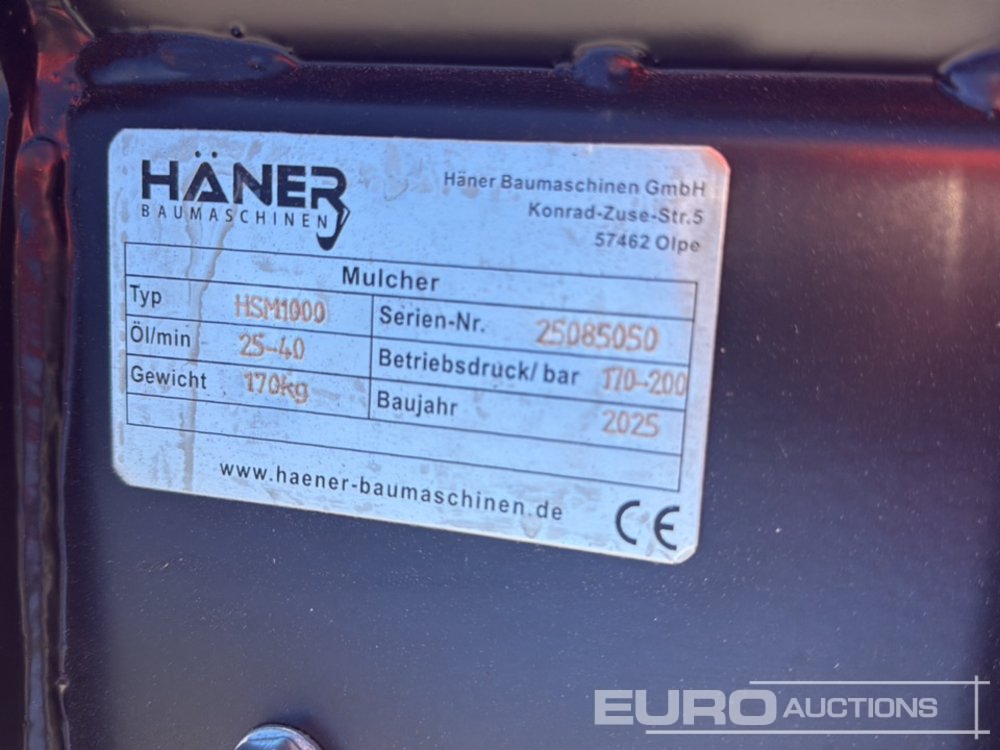 HÄNER
BAUMASCHINEN
Häner Baumaschinen GmbH
Konrad-Zuse-Str.5
57462 Olpe
Mulcher
Typ HSM1000 Serien-Nr. 25085050
Öl/min 25-40 Betriebsdruck/ bar 170-200
Gewicht 170kg Baujahr 2025
www.haener-baumaschinen.de
CE
EURO AUCTIONS